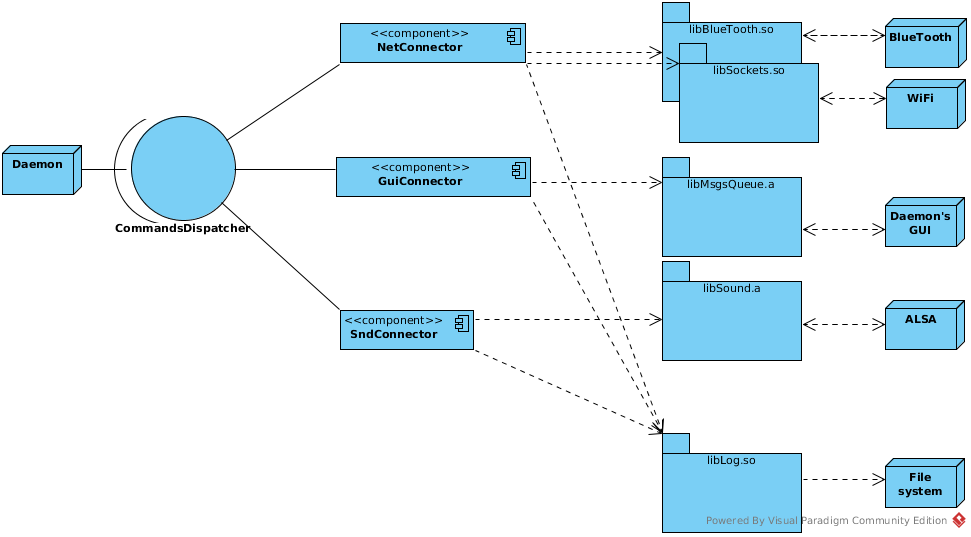 <<component>>
NetConnector
libBlueTooth.so
BlueTooth
libSockets.so
WiFi
Daemon
CommandsDispatcher
<<component>>
GuiConnector
libMsgsQueue.a
Daemon's
GUI
<<component>>
SndConnector
libSound.a
ALSA
libLog.so
File
system
Powered By Visual Paradigm Community Edition